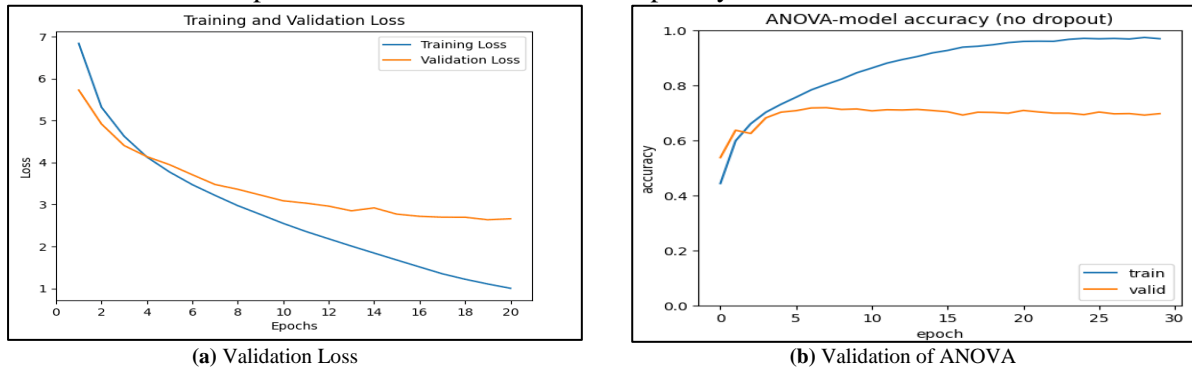 Training and Validation Loss
Training Loss
Validation Loss
7
6
5
4
3
2
1
Loss
0 2 4 6 8 10 12 14 16 18 20
Epochs
(a) Validation Loss
ANOVA-model accuracy (no dropout)
1.0
0.8
0.6
0.4
0.2
0.0
accuracy
train
valid
0 5 10 15 20 25 30
epoch
(b) Validation of ANOVA